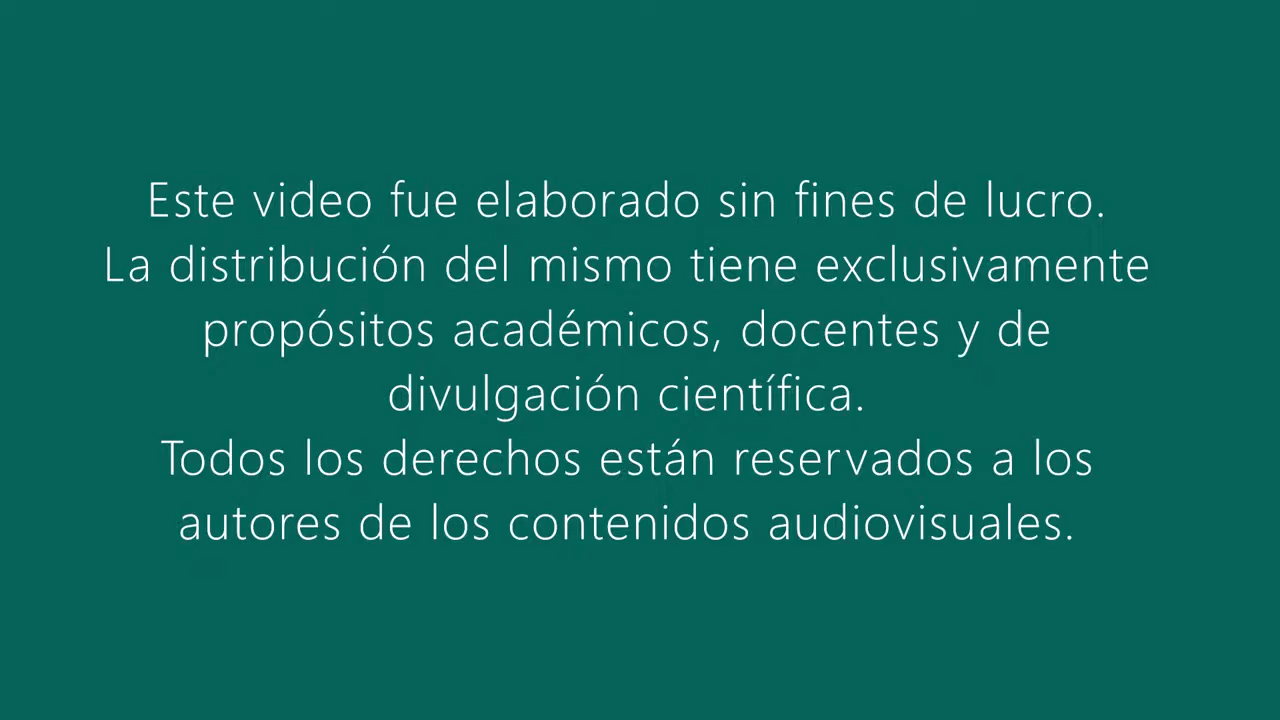 Este video fue elaborado sin fines de lucro.
La distribución del mismo tiene exclusivamente
propósitos académicos, docentes y de
divulgación científica.
Todos los derechos están reservados a los
autores de los contenidos audiovisuales.